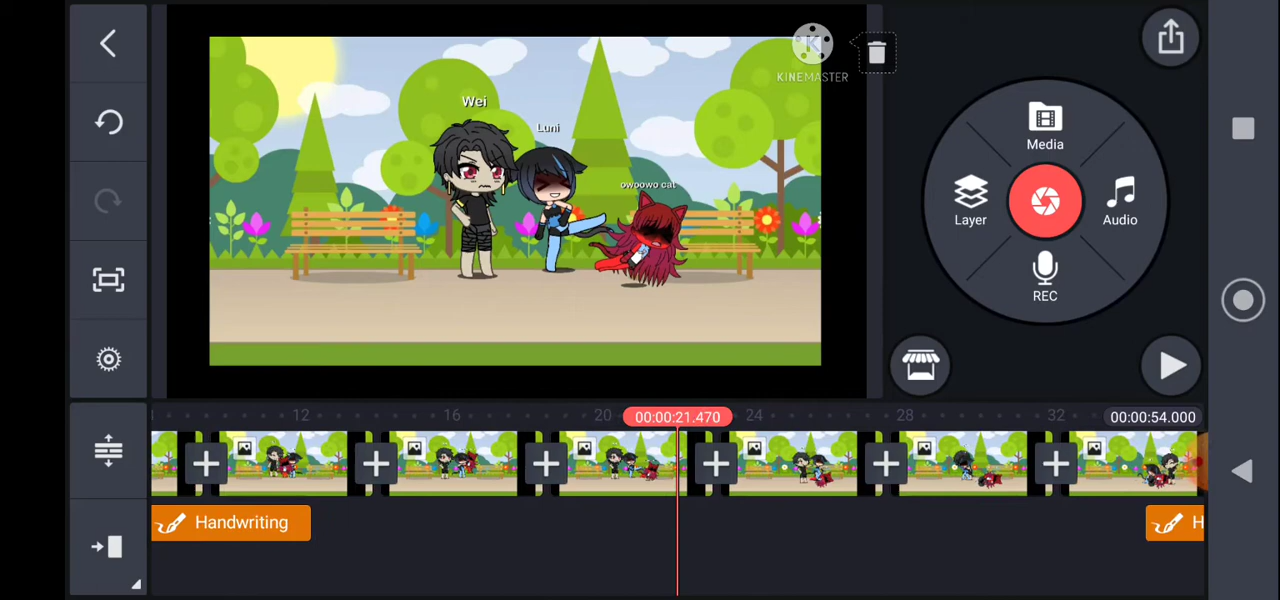 KINEMASTER
Wei
Luni
owoowo cat
Media
Layer
Audio
REC
12
16
20
00:00:21.470
24
28
32
00:00:54.000
Handwriting
H